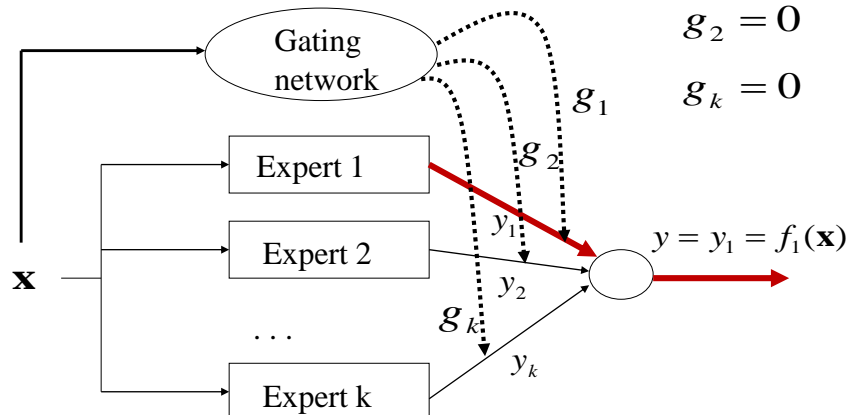 Gating
network
g₂ = 0
gₖ = 0
g₁
g₂
Expert 1
y₁
y = y₁ = f₁(x)
Expert 2
x
y₂
gₖ
. . .
yₖ
Expert k